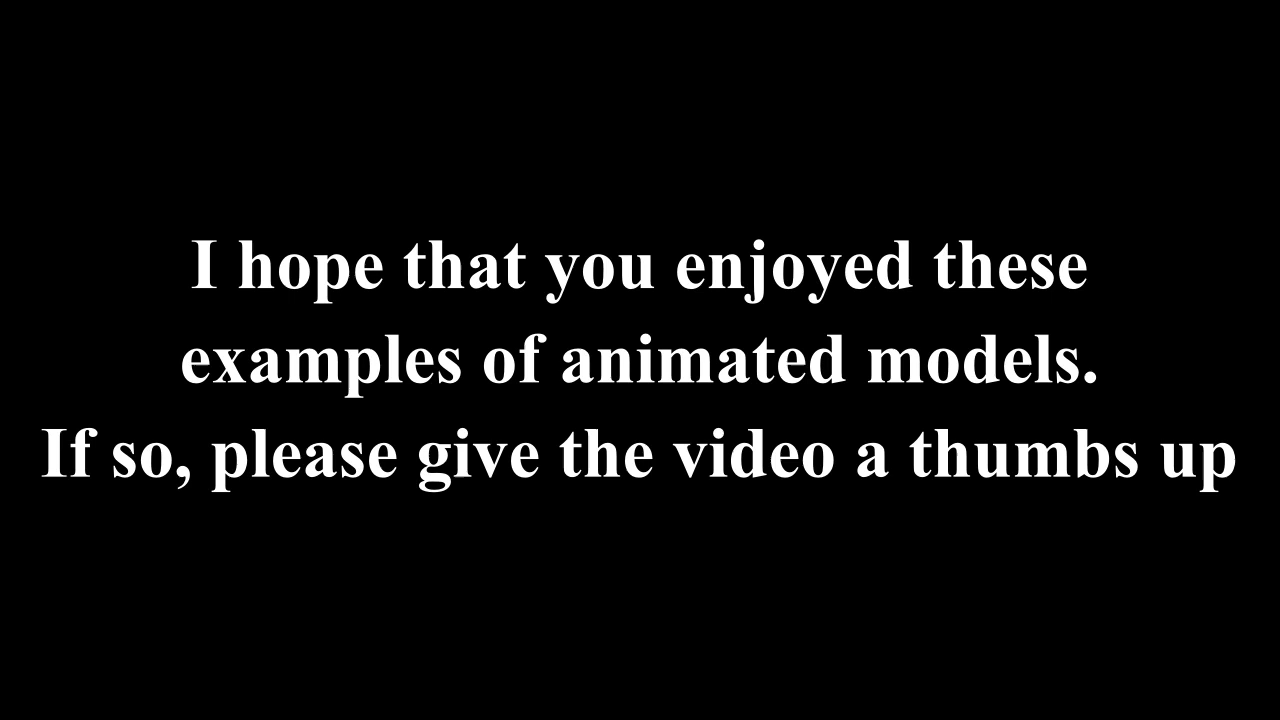 I hope that you enjoyed these
examples of animated models.
If so, please give the video a thumbs up